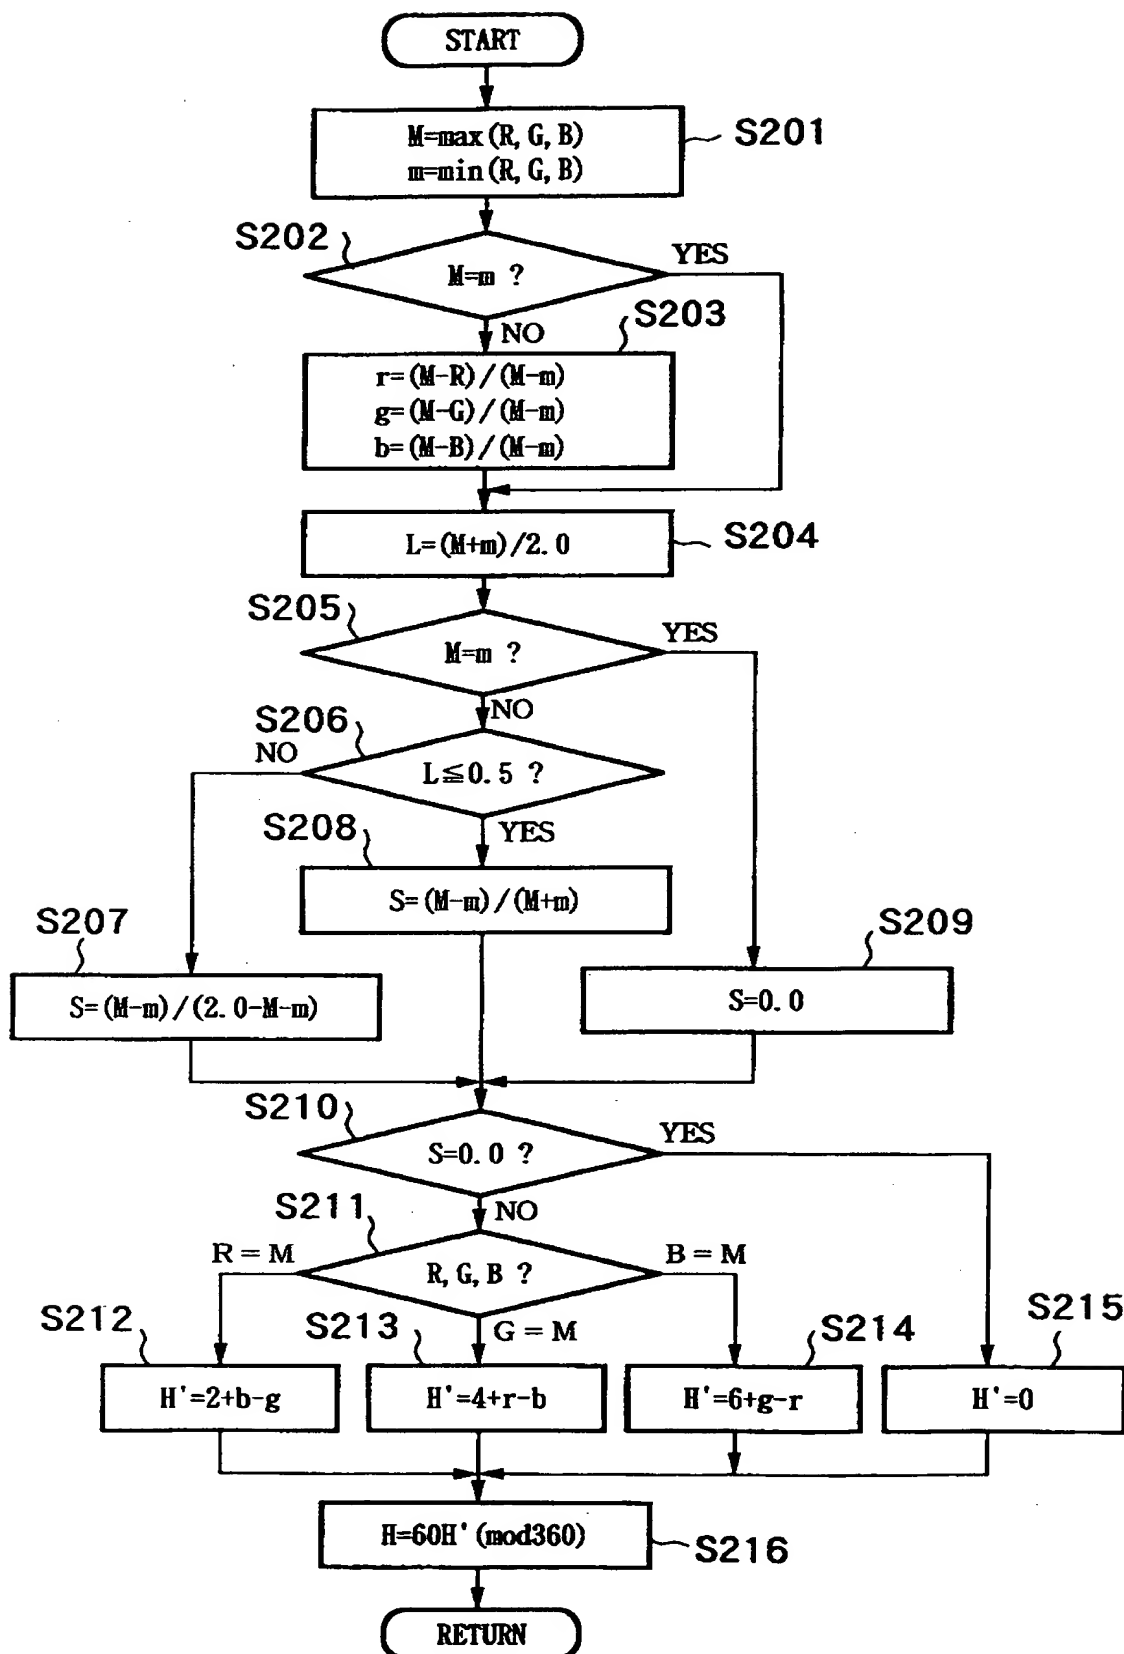 START
M=max(R, G, B)
m=min(R, G, B)
S201
S202
M=m ?
YES
NO
S203
r=(M-R)/(M-m)
g=(M-G)/(M-m)
b=(M-B)/(M-m)
L=(M+m)/2.0
S204
S205
M=m ?
YES
NO
S206
NO
L≦0.5 ?
YES
S208
S=(M-m)/(M+m)
S207
S=(M-m)/(2.0-M-m)
S209
S=0.0
S210
S=0.0 ?
YES
NO
S211
R = M
R, G, B ?
B = M
G = M
S212
H'=2+b-g
S213
H'=4+r-b
S214
H'=6+g-r
S215
H'=0
H=60H'(mod360)
S216
RETURN